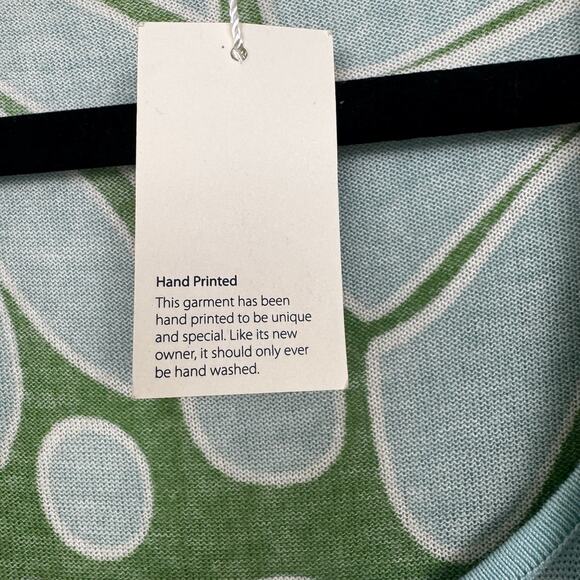 Hand Printed
This garment has been
hand printed to be unique
and special. Like its new
owner, it should only ever
be hand washed.